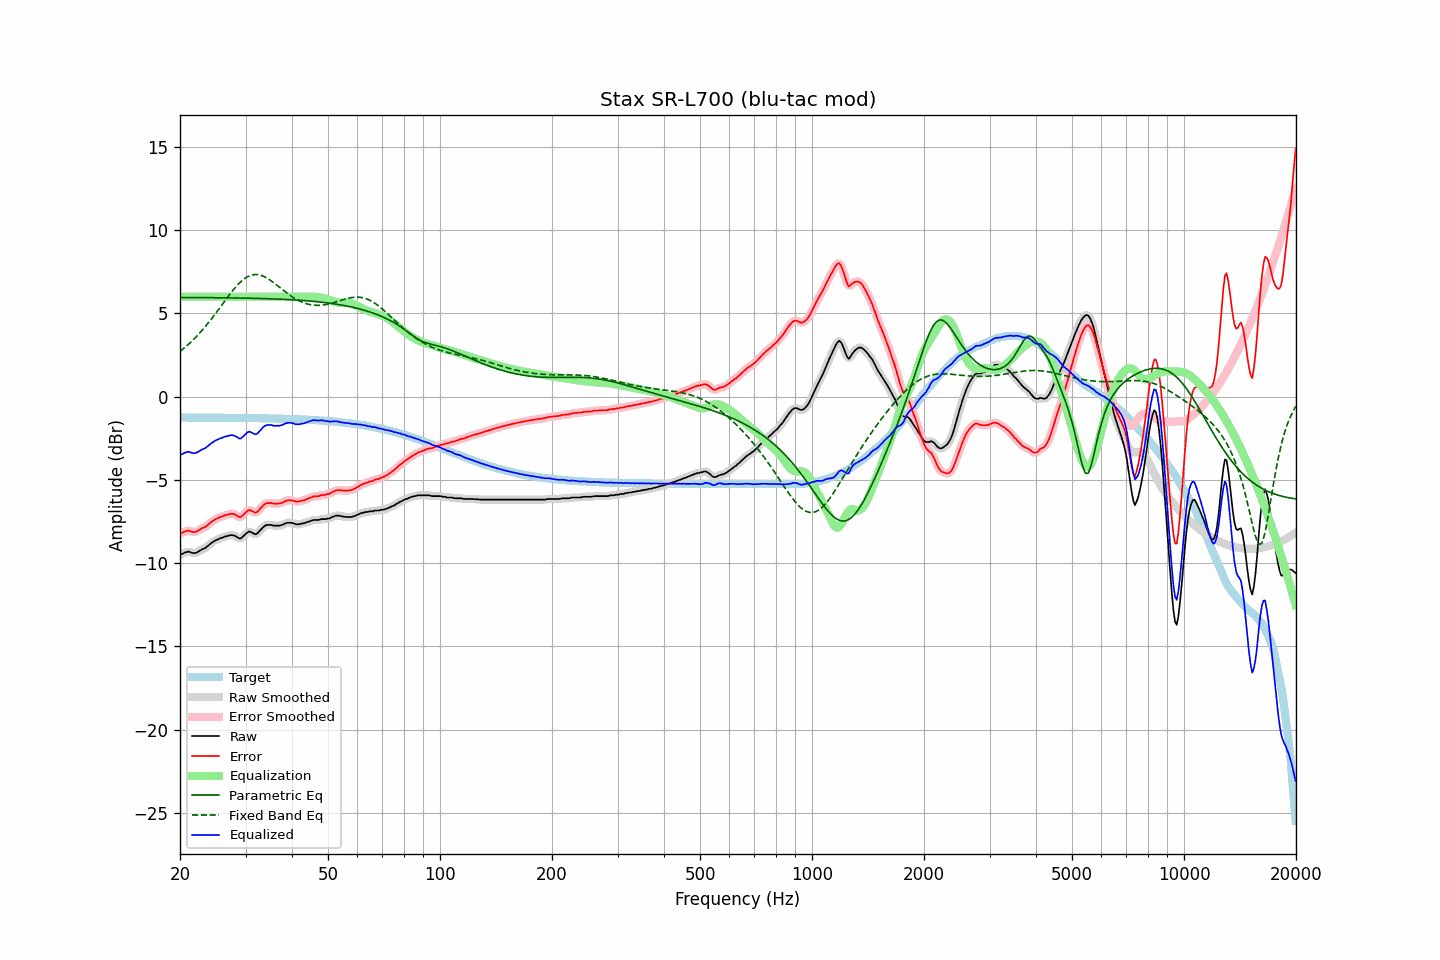 Stax SR-L700 (blu-tac mod)
Amplitude (dBr)
15
10
5
0
−5
−10
−15
−20
−25
Target
Raw Smoothed
Error Smoothed
Raw
Error
Equalization
Parametric Eq
Fixed Band Eq
Equalized
20 50 100 200 500 1000 2000 5000 10000 20000
Frequency (Hz)